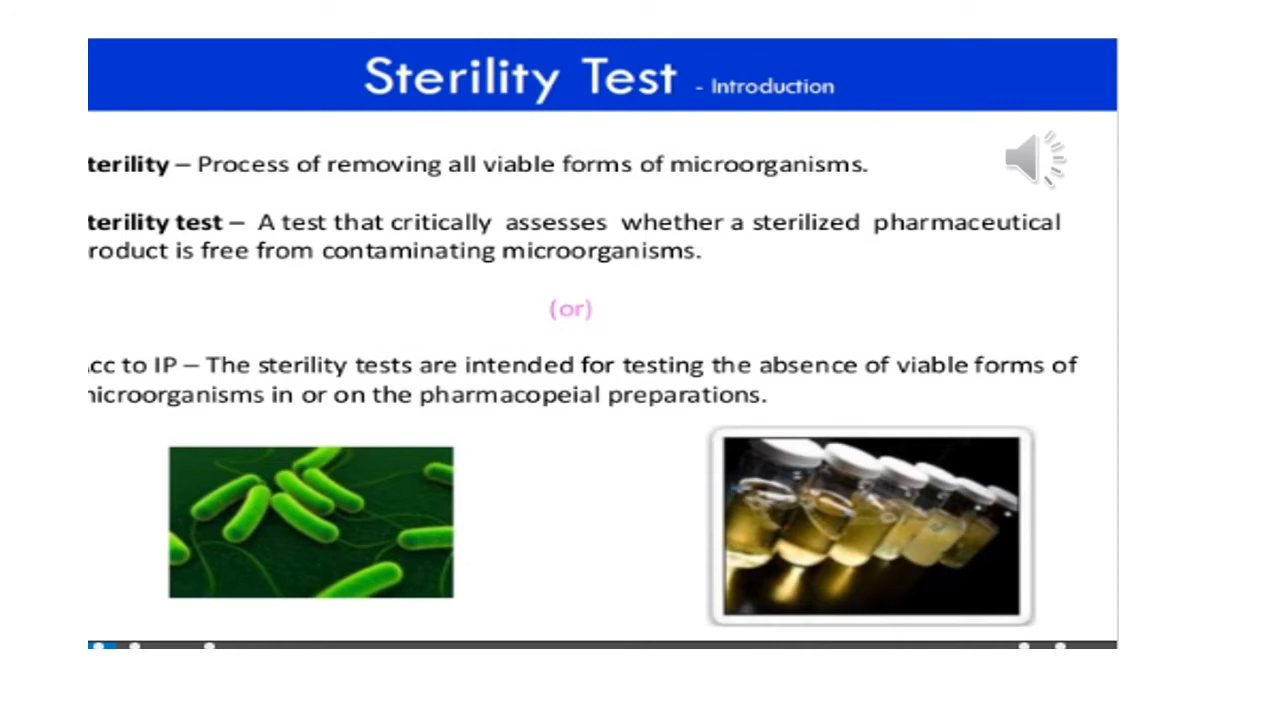 Sterility Test - Introduction
terility – Process of removing all viable forms of microorganisms.
terility test – A test that critically assesses whether a sterilized pharmaceutical
roduct is free from contaminating microorganisms.
(or)
cc to IP – The sterility tests are intended for testing the absence of viable forms of
icroorganisms in or on the pharmacopeial preparations.